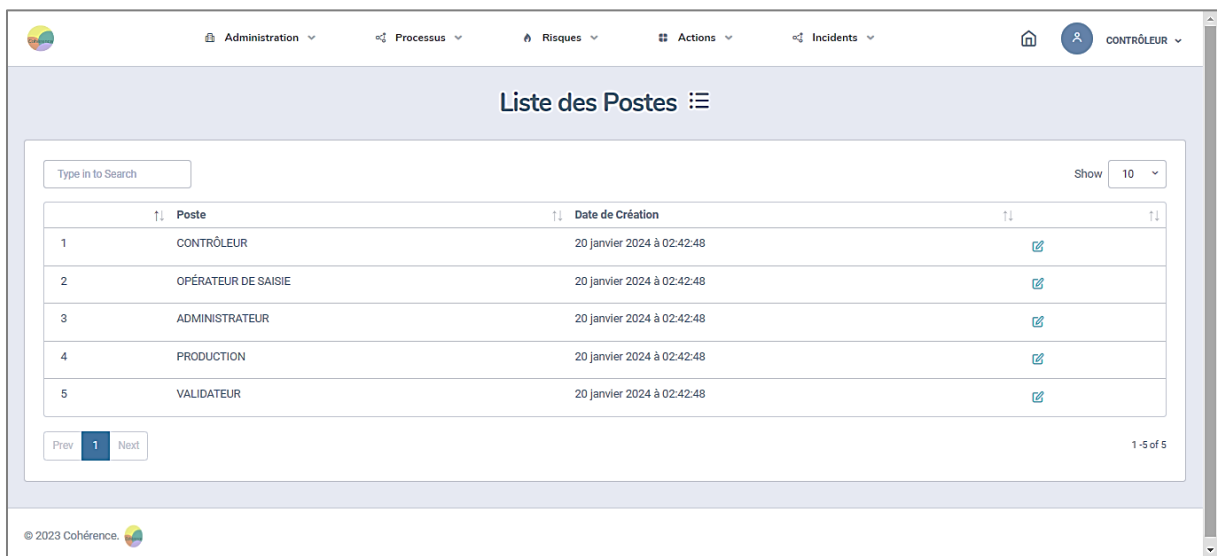 Administration Processus Risques Actions Incidents CONTRÔLEUR
Liste des Postes
Type in to Search Show 10
Poste Date de Création
1 CONTRÔLEUR 20 janvier 2024 à 02:42:48
2 OPÉRATEUR DE SAISIE 20 janvier 2024 à 02:42:48
3 ADMINISTRATEUR 20 janvier 2024 à 02:42:48
4 PRODUCTION 20 janvier 2024 à 02:42:48
5 VALIDATEUR 20 janvier 2024 à 02:42:48
Prev 1 Next 1 -5 of 5
© 2023 Cohérence.